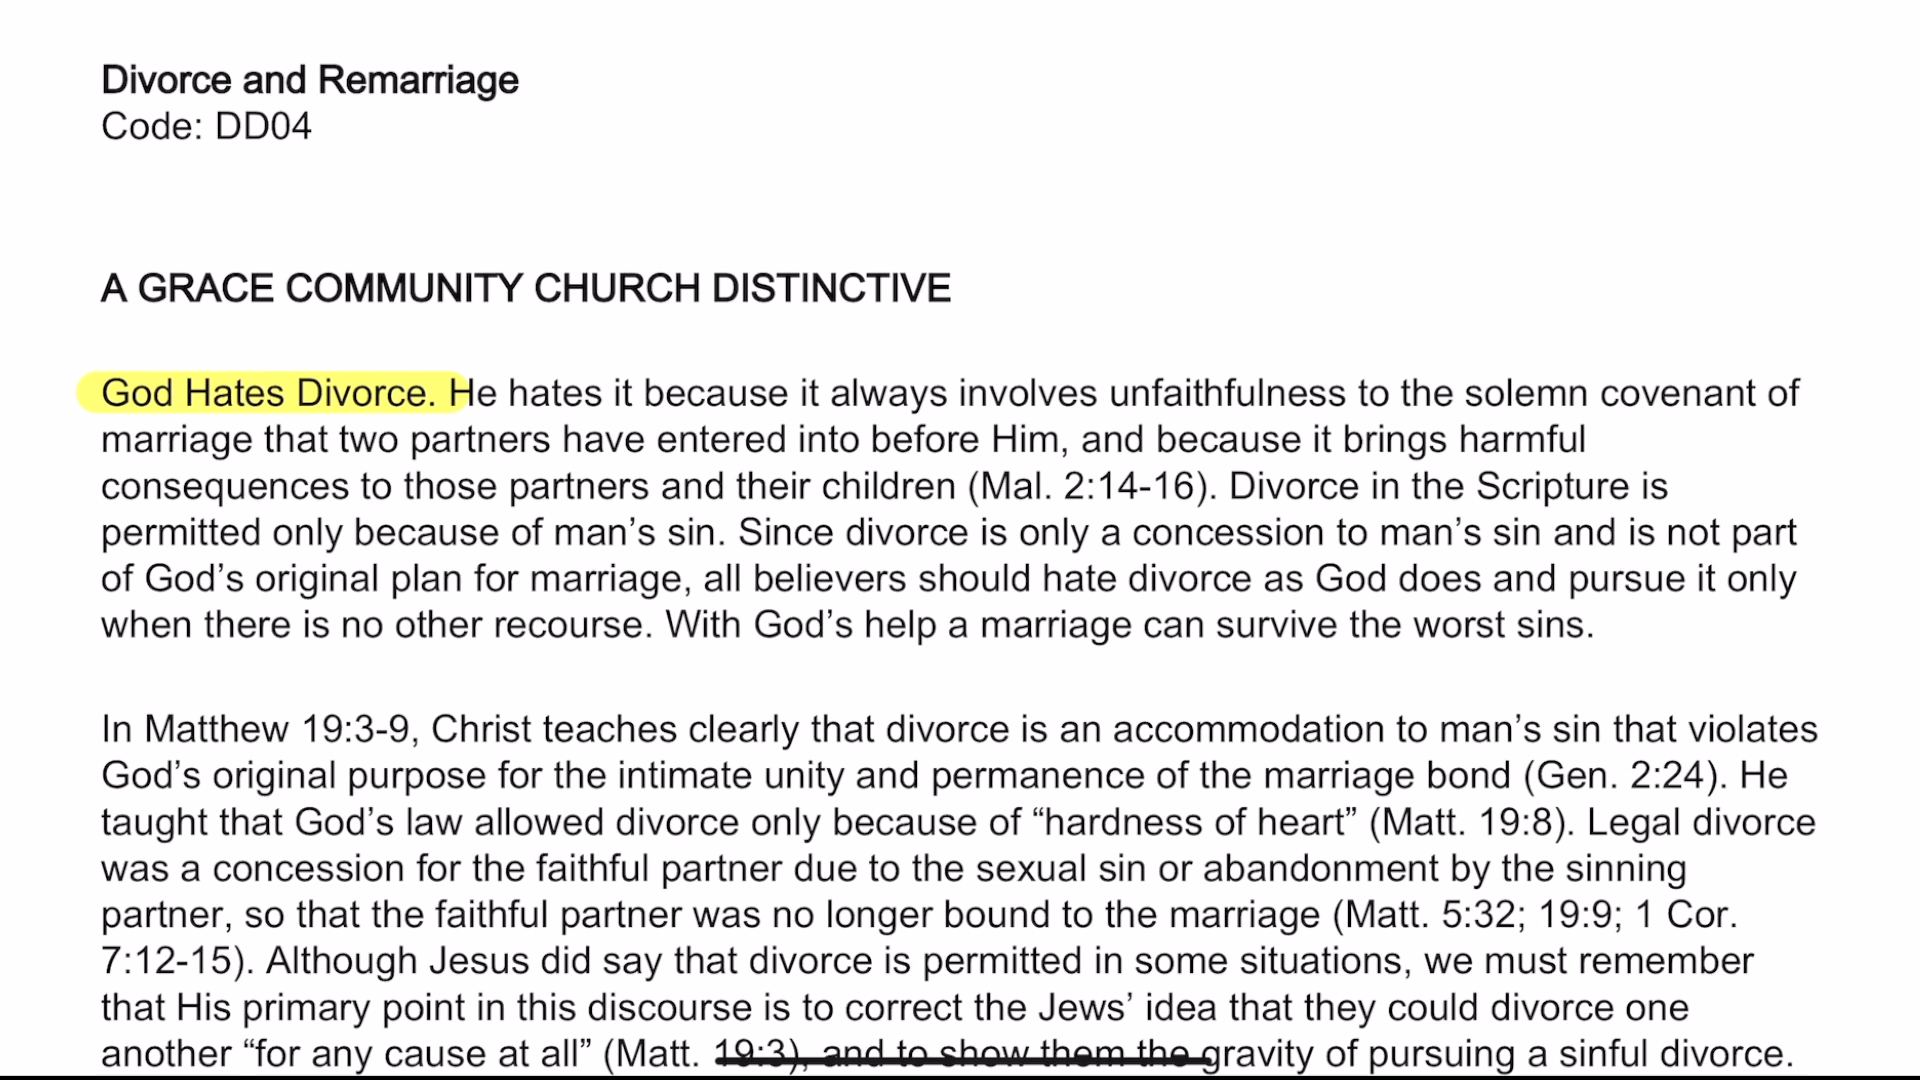 Divorce and Remarriage
Code: DD04
A GRACE COMMUNITY CHURCH DISTINCTIVE
God Hates Divorce. He hates it because it always involves unfaithfulness to the solemn covenant of
marriage that two partners have entered into before Him, and because it brings harmful
consequences to those partners and their children (Mal. 2:14-16). Divorce in the Scripture is
permitted only because of man’s sin. Since divorce is only a concession to man’s sin and is not part
of God’s original plan for marriage, all believers should hate divorce as God does and pursue it only
when there is no other recourse. With God’s help a marriage can survive the worst sins.
In Matthew 19:3-9, Christ teaches clearly that divorce is an accommodation to man’s sin that violates
God’s original purpose for the intimate unity and permanence of the marriage bond (Gen. 2:24). He
taught that God’s law allowed divorce only because of “hardness of heart” (Matt. 19:8). Legal divorce
was a concession for the faithful partner due to the sexual sin or abandonment by the sinning
partner, so that the faithful partner was no longer bound to the marriage (Matt. 5:32; 19:9; 1 Cor.
7:12-15). Although Jesus did say that divorce is permitted in some situations, we must remember
that His primary point in this discourse is to correct the Jews’ idea that they could divorce one
another “for any cause at all” (Matt. 19:3), and to show them the gravity of pursuing a sinful divorce.